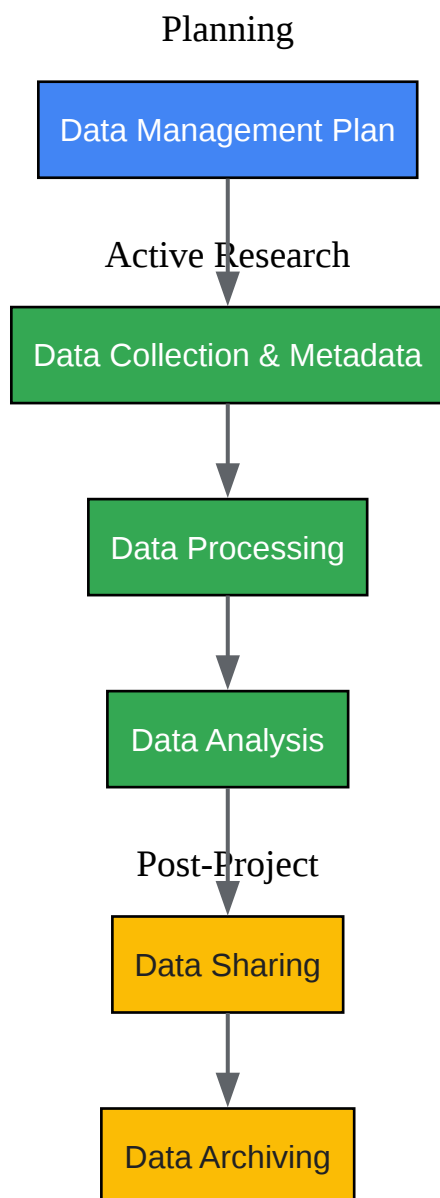 Planning
Data Management Plan
Active Research
Data Collection & Metadata
Data Processing
Data Analysis
Post-Project
Data Sharing
Data Archiving